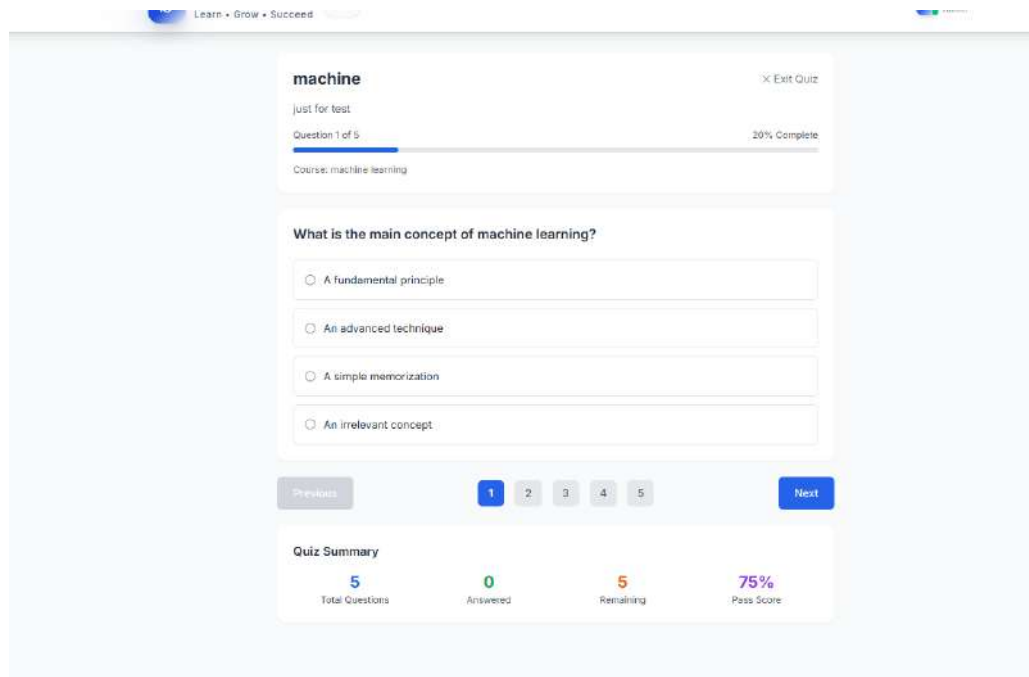 Learn • Grow • Succeed
machine
× Exit Quiz
just for test
Question 1 of 5
20% Complete
Course: machine learning
What is the main concept of machine learning?
A fundamental principle
An advanced technique
A simple memorization
An irrelevant concept
Previous
1 2 3 4 5
Next
Quiz Summary
5 0 5 75%
Total Questions Answered Remaining Pass Score